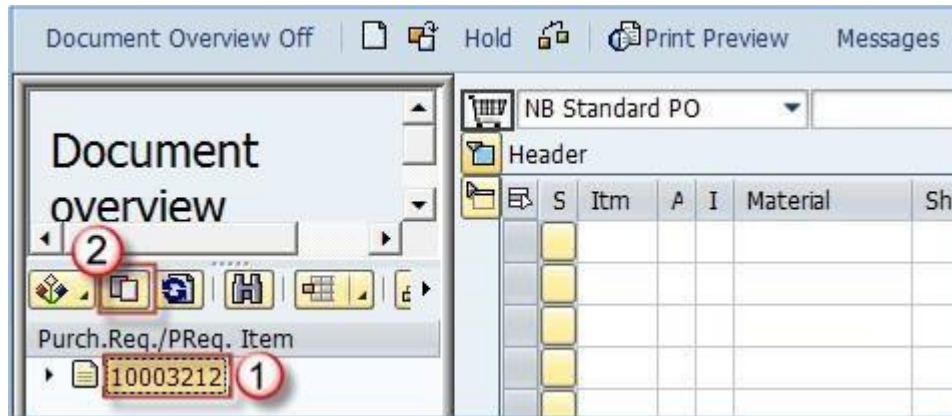 Document Overview Off Hold Print Preview Messages
NB Standard PO
Document
overview
Header
S Itm A I Material Sh
2
Purch.Req./PReq. Item
10003212 1